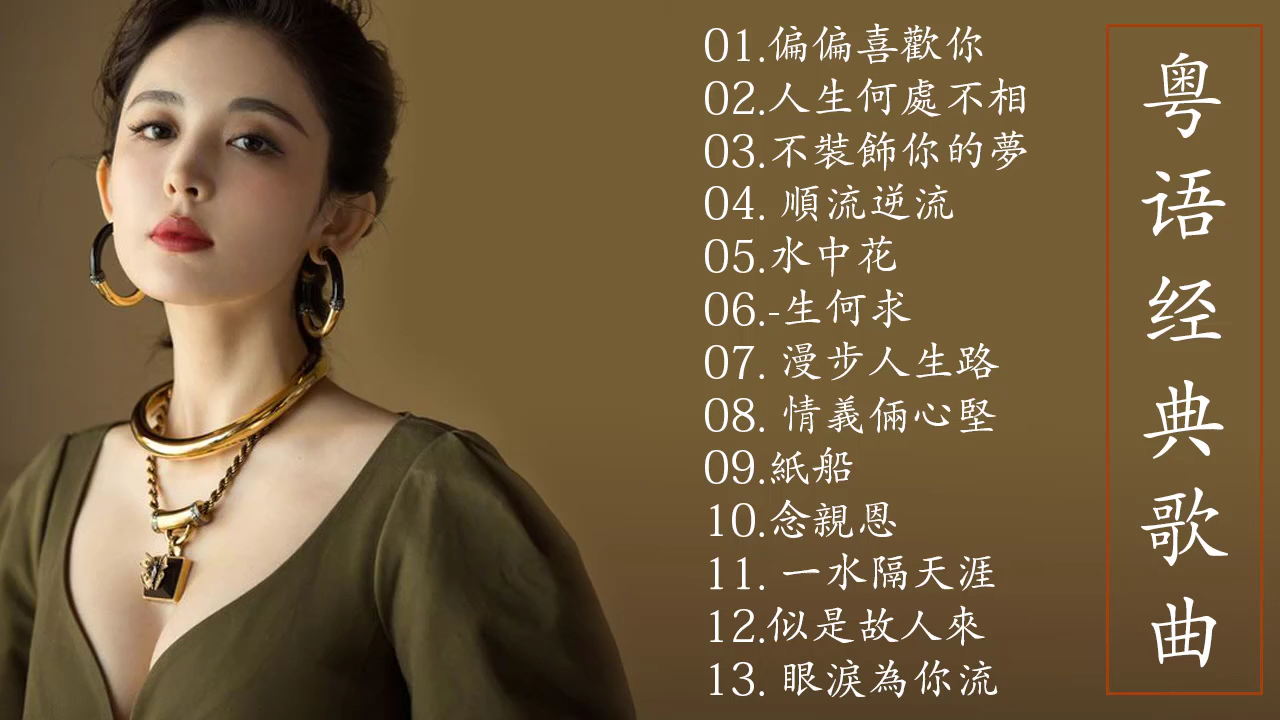 01.偏偏喜歡你
02.人生何處不相
03.不裝飾你的夢
04. 順流逆流
05.水中花
06.-生何求
07. 漫步人生路
08. 情義倆心堅
09.紙船
10.念親恩
11. 一水隔天涯
12.似是故人來
13. 眼淚為你流
粤语经典歌曲